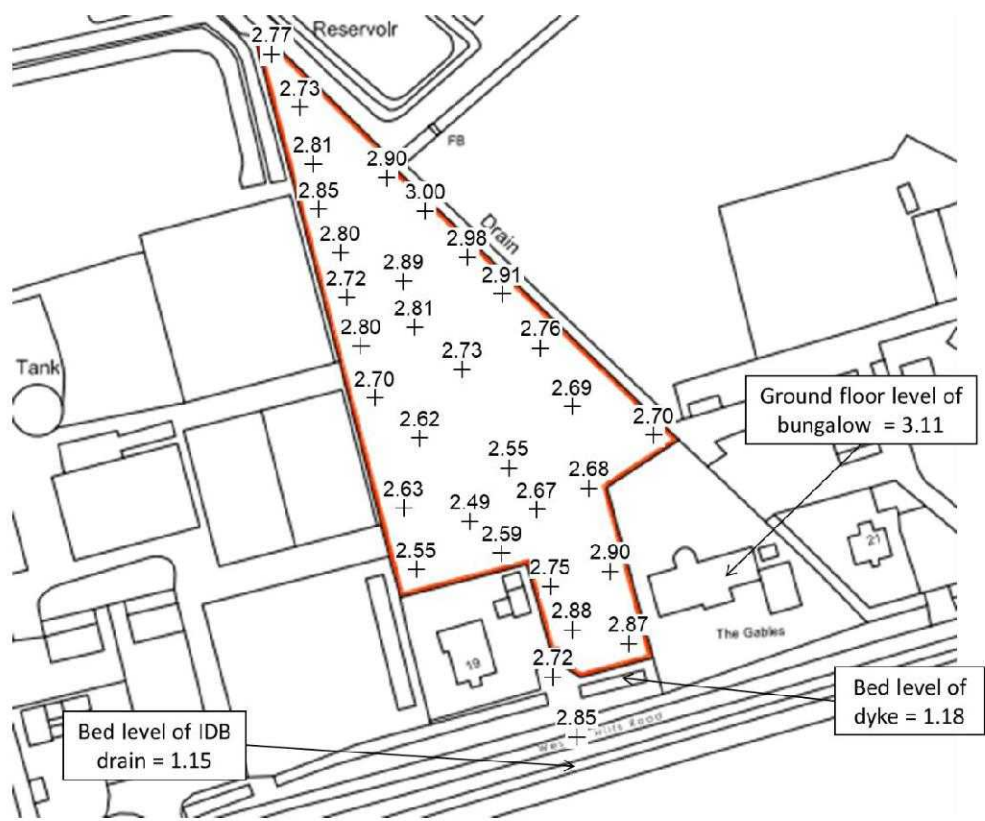 Reservoir
2.77
2.73
FB
2.81
2.90
2.85
3.00
Drain
2.80
2.98
2.89
2.91
2.72
2.81
2.76
2.80
2.73
Tank
2.70
2.69
Ground floor level of
bungalow = 3.11
2.70
2.62
2.55
2.68
2.63
2.49
2.67
2.59
21
2.55
2.75
2.90
2.88
2.87
The Gables
19
2.72
Bed level of
dyke = 1.18
2.85
Road
Bed level of IDB
drain = 1.15